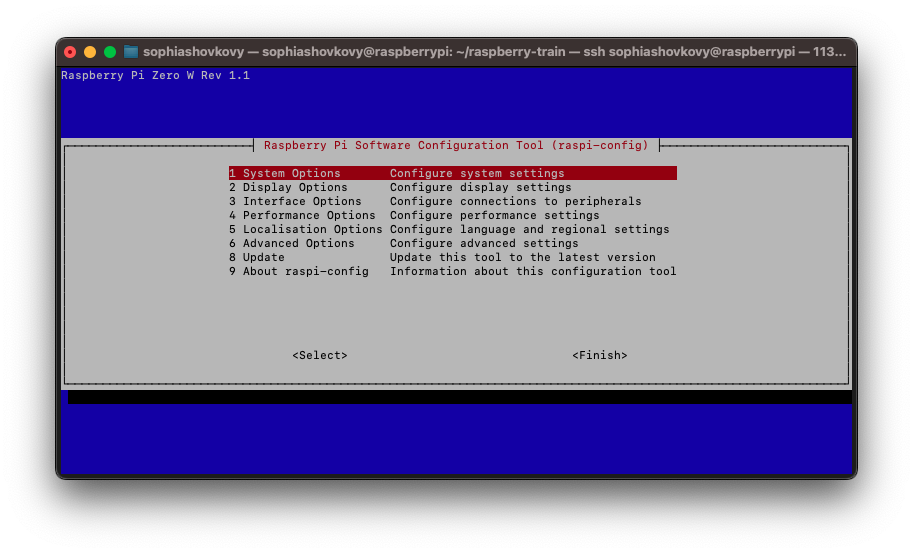 sophiashovkovy — sophiashovkovy@raspberrypi: ~/raspberry-train — ssh sophiashovkovy@raspberrypi — 113...
Raspberry Pi Zero W Rev 1.1
Raspberry Pi Software Configuration Tool (raspi-config)
1 System Options       Configure system settings
2 Display Options      Configure display settings
3 Interface Options    Configure connections to peripherals
4 Performance Options  Configure performance settings
5 Localisation Options Configure language and regional settings
6 Advanced Options     Configure advanced settings
8 Update               Update this tool to the latest version
9 About raspi-config   Information about this configuration tool
<Select>                                <Finish>